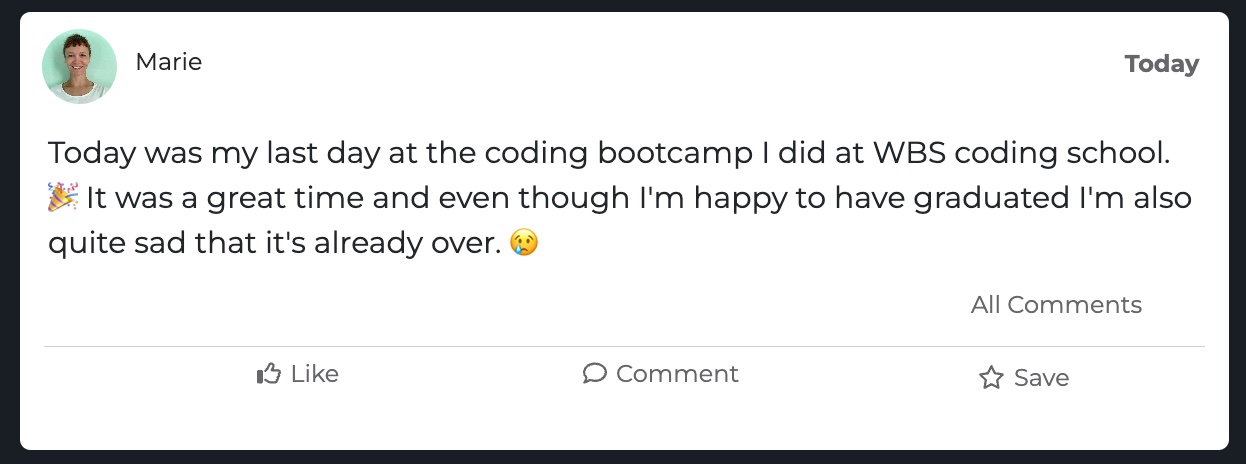 Marie
Today
Today was my last day at the coding bootcamp I did at WBS coding school.
🎉 It was a great time and even though I'm happy to have graduated I'm also
quite sad that it's already over. 😢
All Comments
Like
Comment
Save